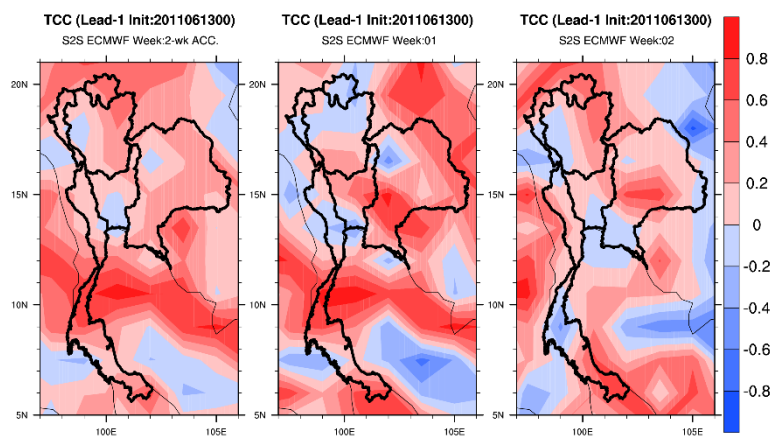 TCC (Lead-1 Init:2011061300)
S2S ECMWF Week:2-wk ACC.
TCC (Lead-1 Init:2011061300)
S2S ECMWF Week:01
TCC (Lead-1 Init:2011061300)
S2S ECMWF Week:02
20N
15N
10N
5N
100E
105E
20N
15N
10N
5N
100E
105E
20N
15N
10N
5N
100E
105E
0.8
0.6
0.4
0.2
0
-0.2
-0.4
-0.6
-0.8